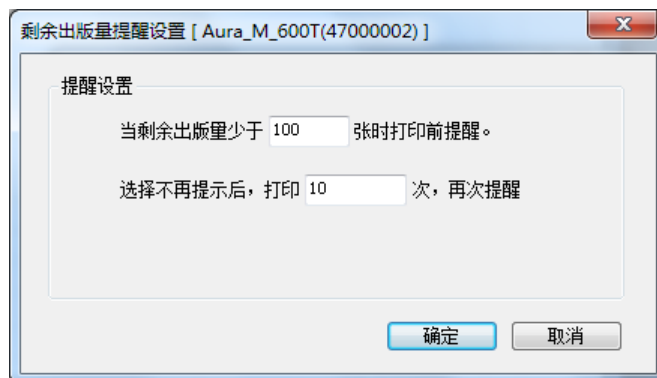 剩余出版量提醒设置 [ Aura_M_600T(47000002) ]
提醒设置
当剩余出版量少于 100 张时打印前提醒。
选择不再提示后，打印 10 次，再次提醒
确定 取消